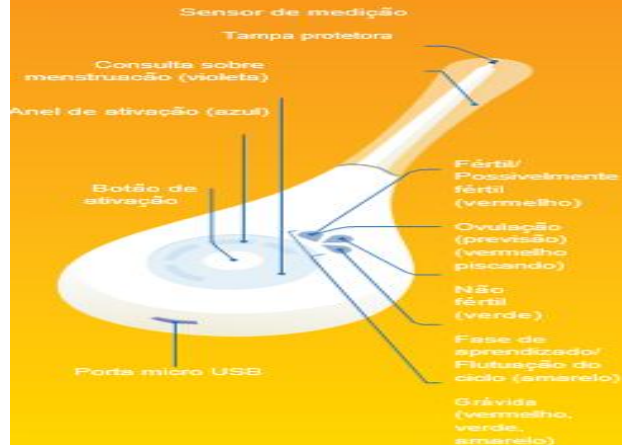 Sensor de medição
Tampa protetora
Consulta sobre
menstruacão (violeta)
Anel de ativação (azul)
Botão de
ativação
Porta micro USB
Fértil/
Possivelmente
fértil
(vermelho)
Ovulação
(previsão)
(vermelho
piscando)
Não
fértil
(verde)
Fase de
aprendizado/
Flutuação do
ciclo (amarelo)
Grávida
(vermelho,
verde,
amarelo)